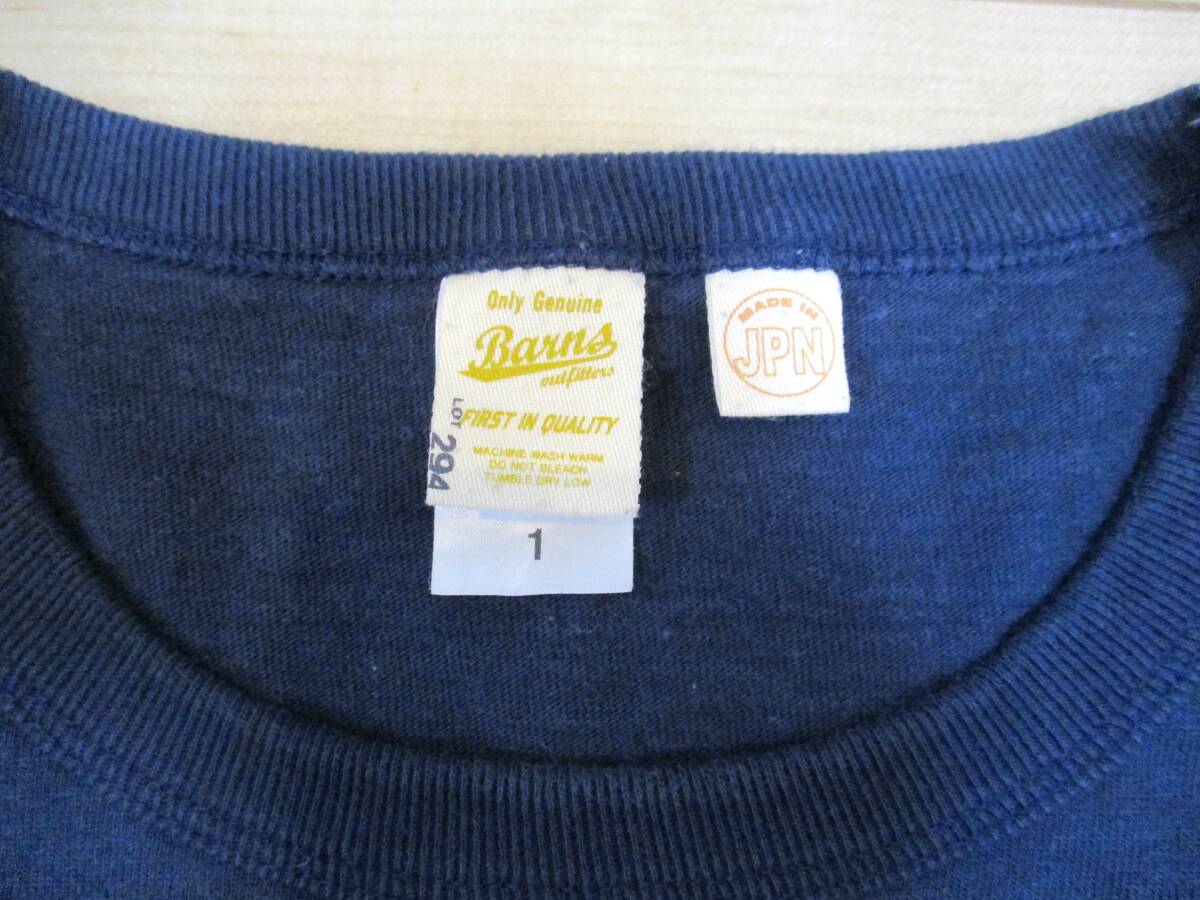 Only Genuine
Barns
outfitters
FIRST IN QUALITY
MACHINE WASH WARM
DO NOT BLEACH
TUMBLE DRY LOW
LOT 294
1
MADE IN
JPN